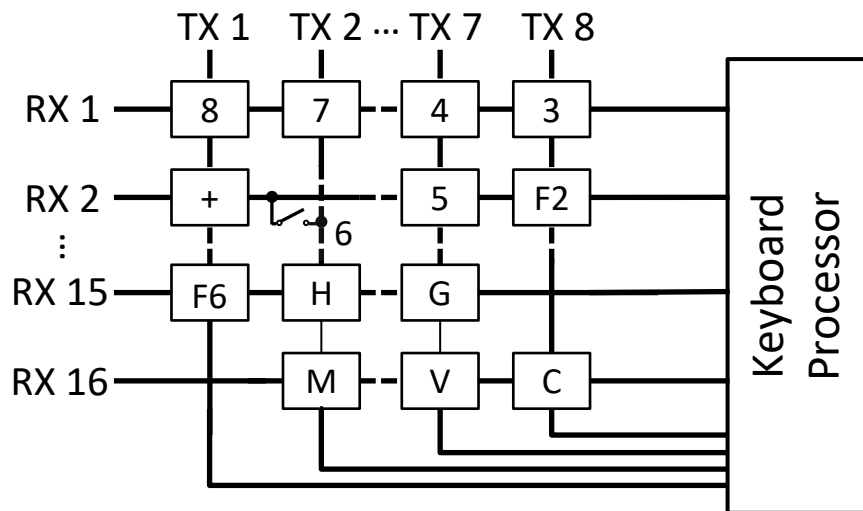 TX 1 TX 2 ... TX 7 TX 8
RX 1 8 7 4 3
RX 2 + 5 F2
6
...
RX 15 F6 H G
RX 16 M V C
Keyboard
Processor